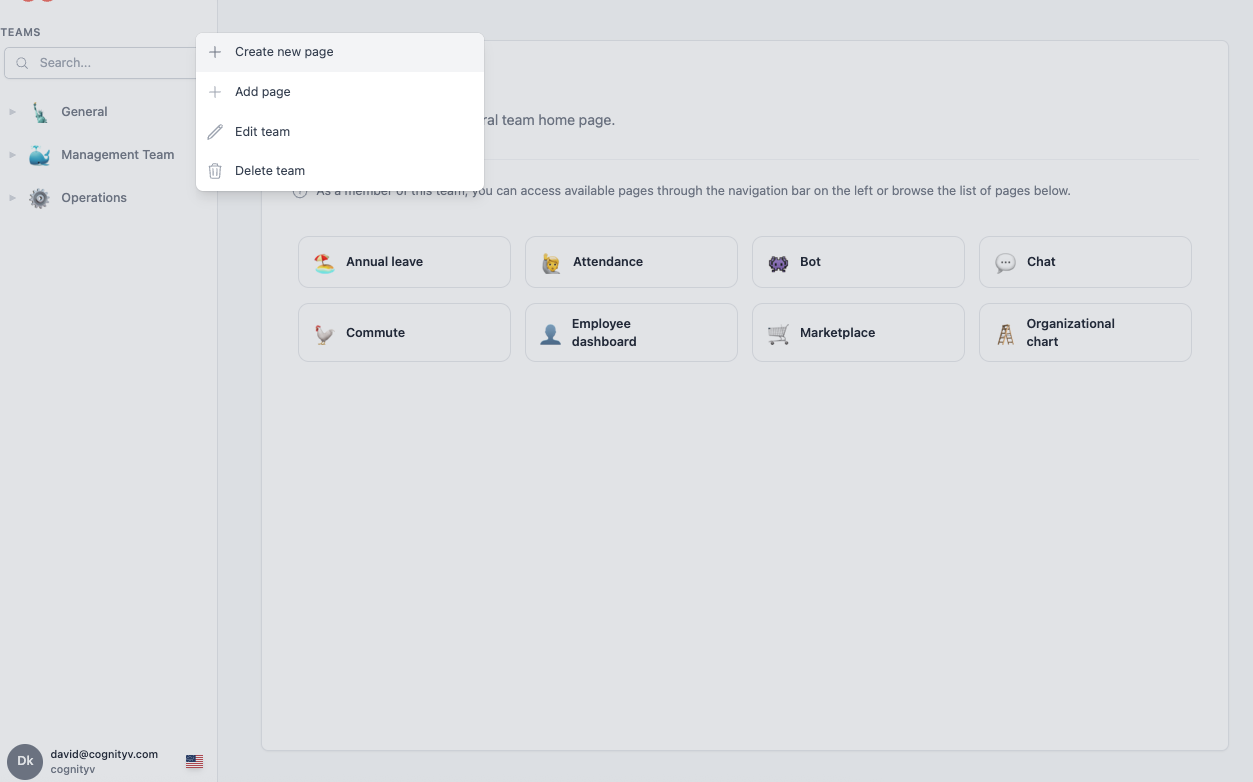 TEAMS
Search...
General
Management Team
Operations
Create new page
Add page
Edit team
Delete team
ral team home page.
As a member of this team, you can access available pages through the navigation bar on the left or browse the list of pages below.
Annual leave
Attendance
Bot
Chat
Commute
Employee
dashboard
Marketplace
Organizational
chart
Dk
david@cognityv.com
cognityv